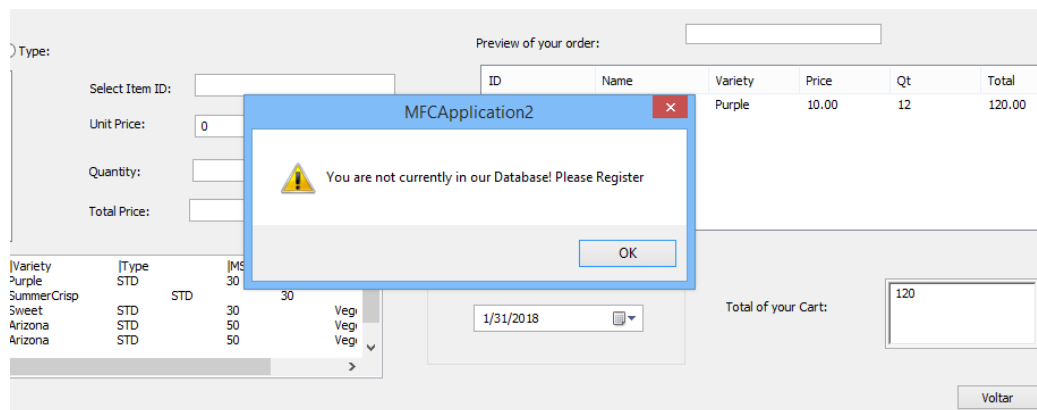 Type:
Preview of your order:
Select Item ID:
ID Name Variety Price Qt Total
Purple 10.00 12 120.00
Unit Price:
0
Quantity:
Total Price:
MFCApplication2
You are not currently in our Database! Please Register
OK
|Variety |Type
Purple STD 30
SummerCrisp STD 30
Sweet STD 30
Arizona STD 50
Arizona STD 50
1/31/2018
Total of your Cart:
120
Voltar